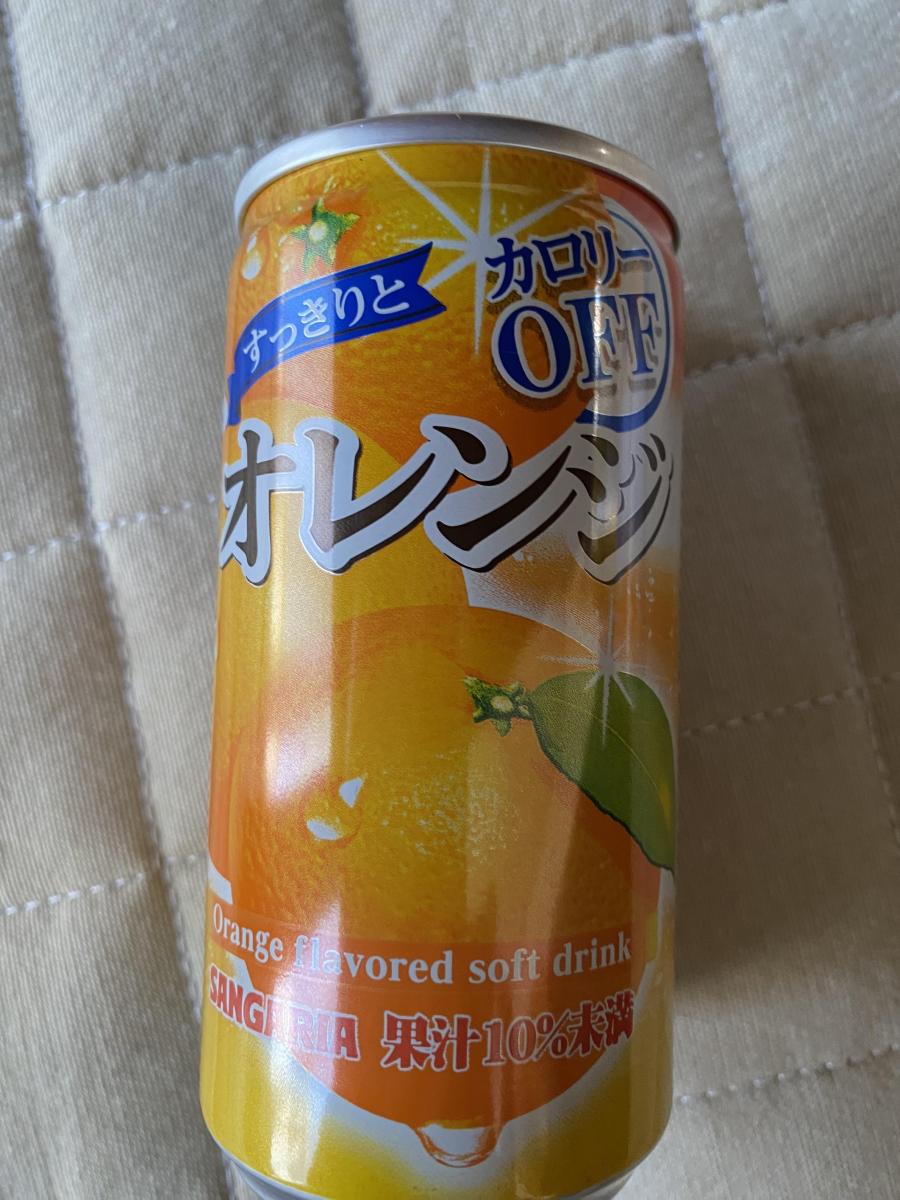 カロリー
OFF
すっきりと
オレンジ
Orange flavored soft drink
SANGARIA 果汁10%未満